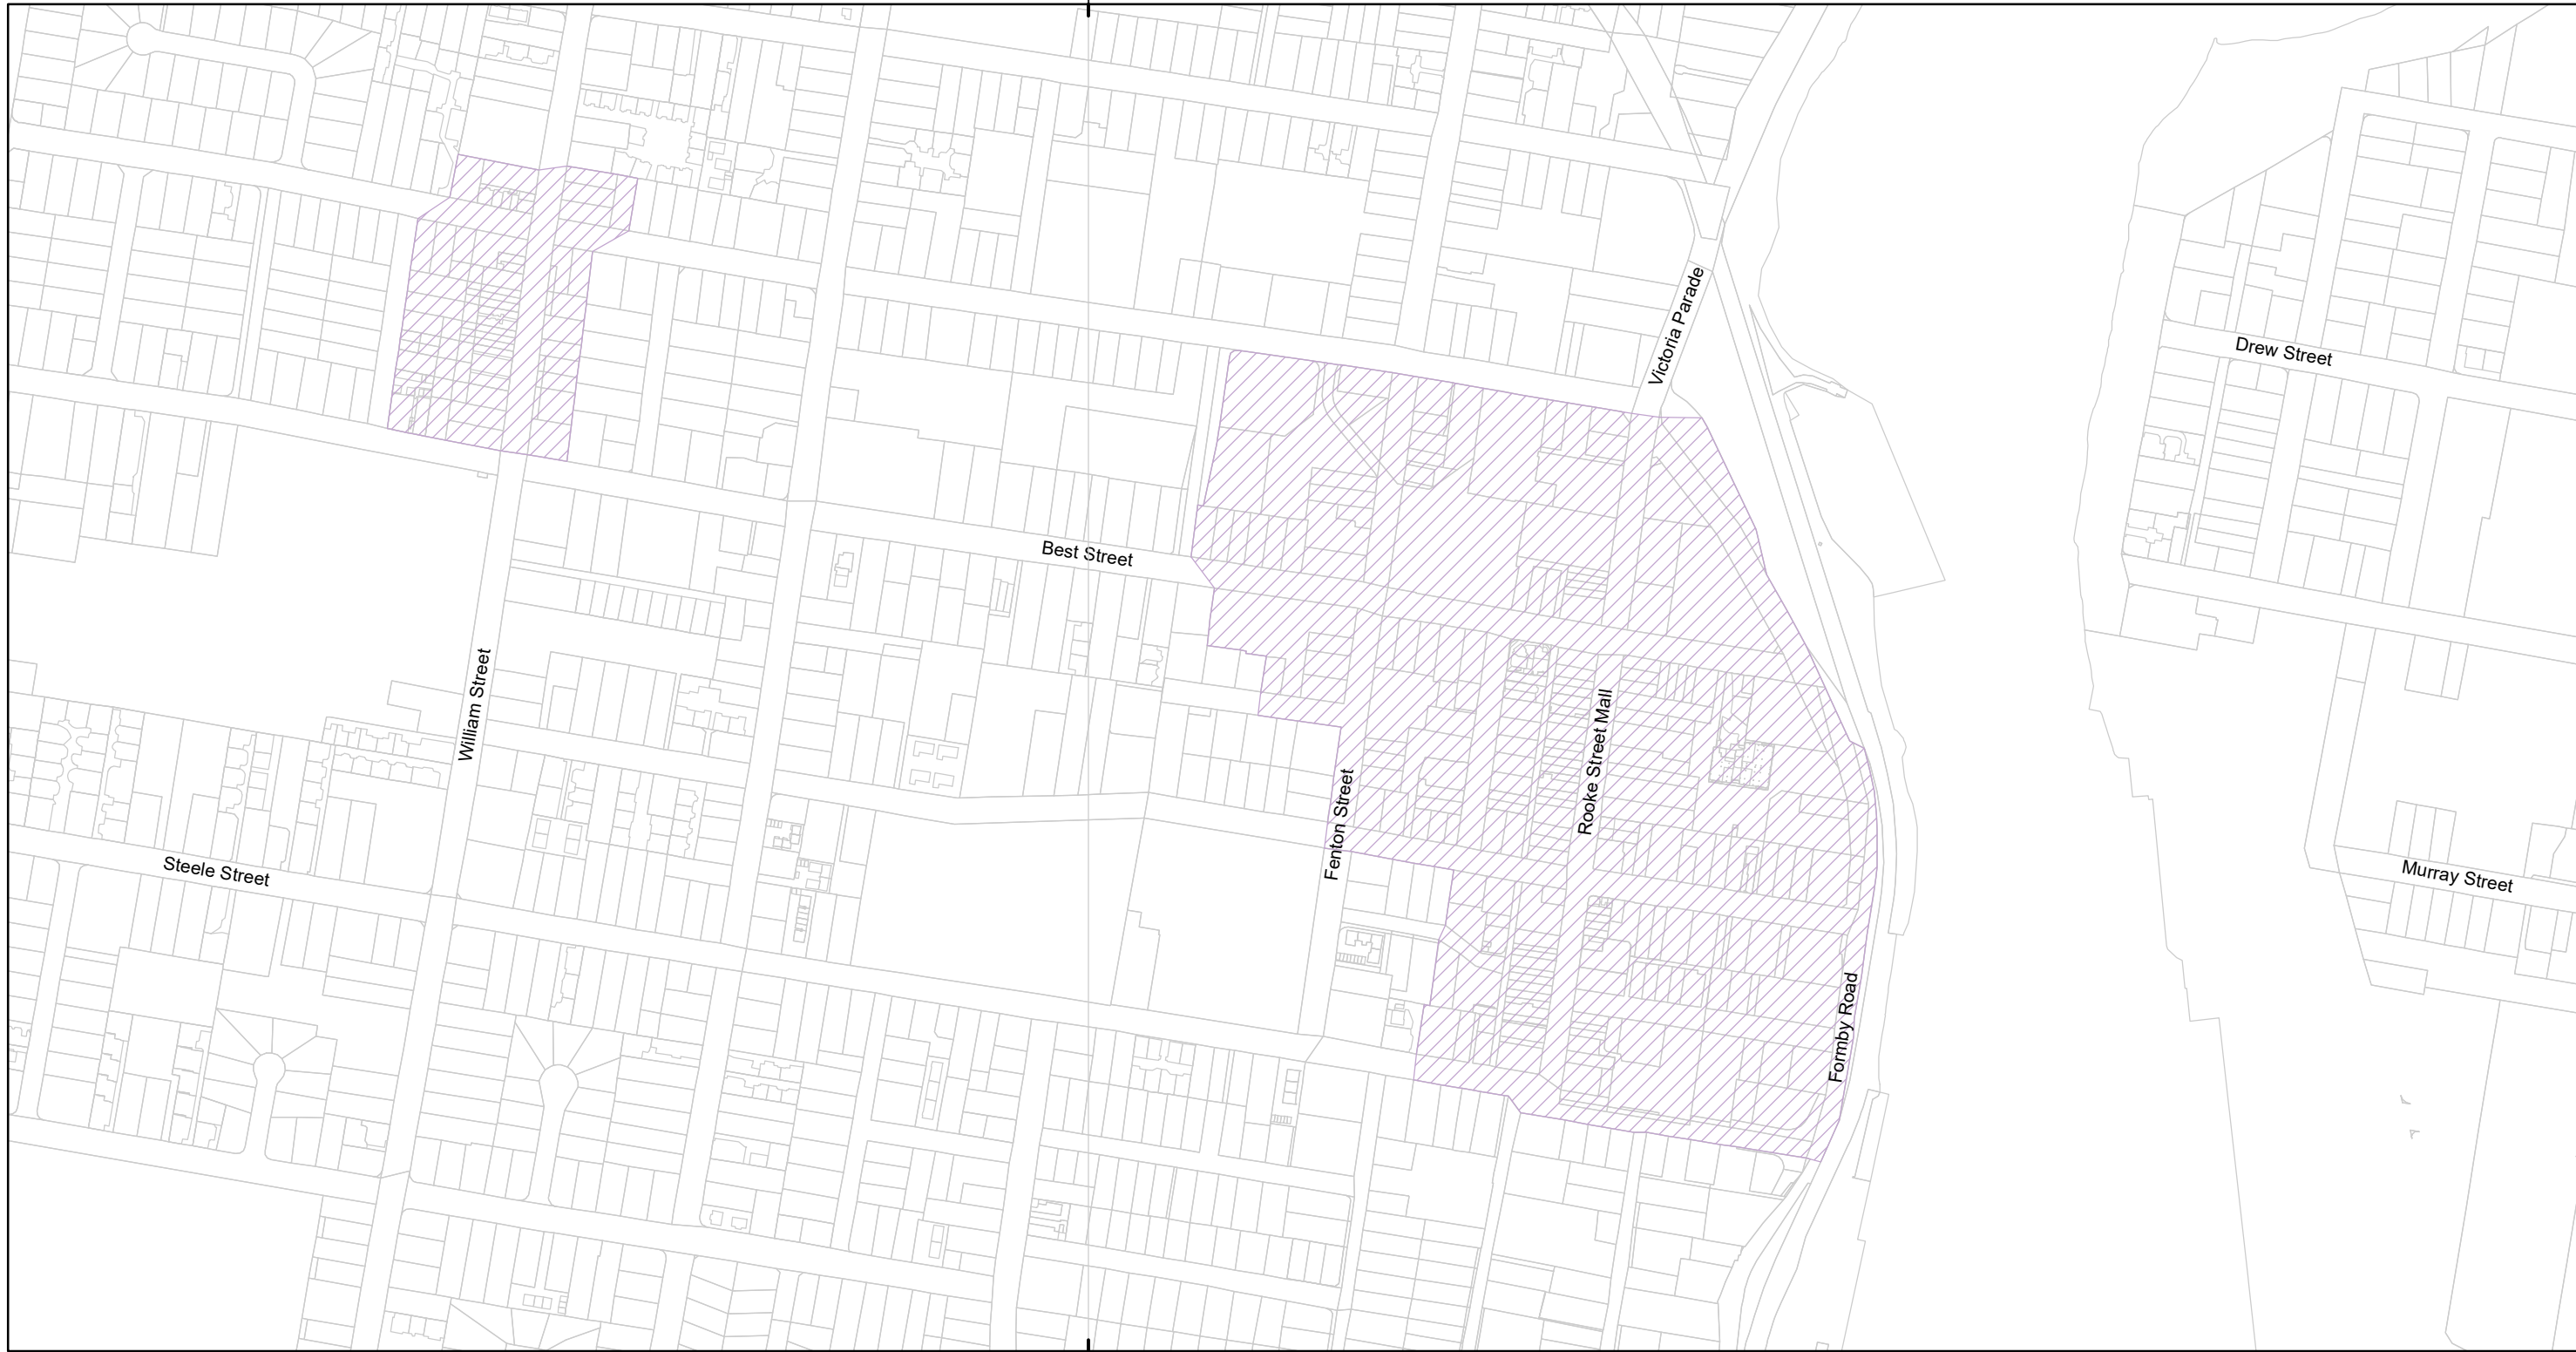 Victoria Parade
Drew Street
Best Street
William Street
Rooke Street Mall
Fenton Street
Steele Street
Murray Street
Formby Road